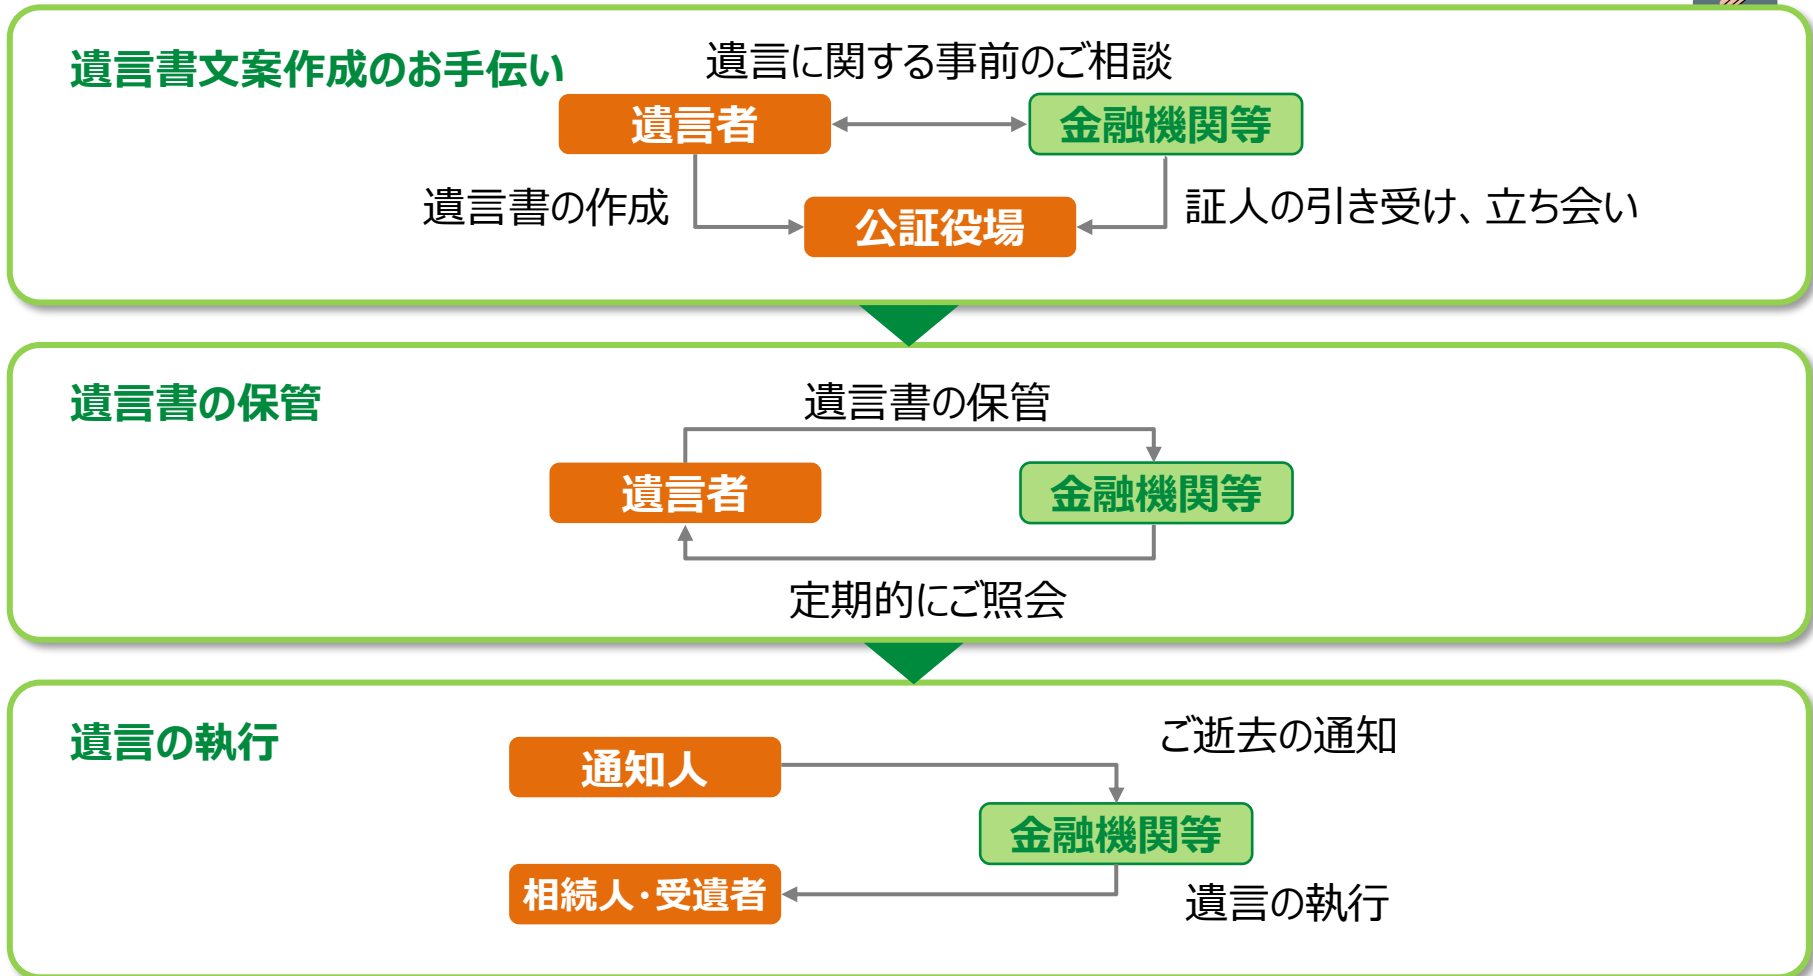 遺言書文案作成のお手伝い
遺言に関する事前のご相談
遺言者
金融機関等
遺言書の作成
公証役場
証人の引き受け、立ち会い
遺言書の保管
遺言書の保管
遺言者
金融機関等
定期的にご照会
遺言の執行
ご逝去の通知
通知人
金融機関等
相続人・受遺者
遺言の執行